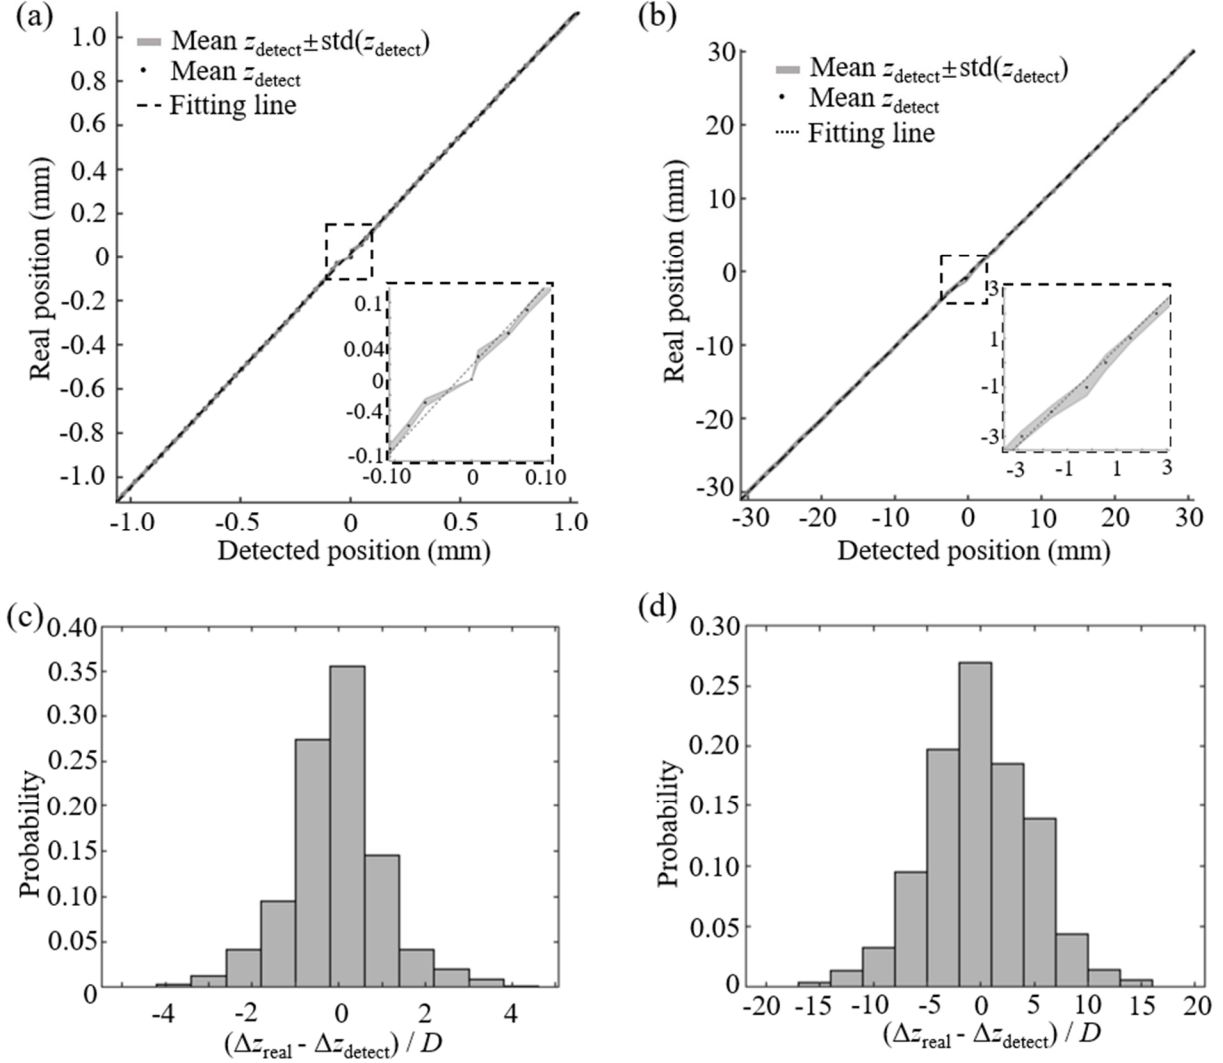 (a)
Mean zdetect±std(zdetect)
Mean zdetect
Fitting line
Real position (mm)
1.0
0.8
0.6
0.4
0.2
0
-0.2
-0.4
-0.6
-0.8
-1.0
0.1
0.04
0
-0.4
-0.1
-0.10 0 0.10
-1.0 -0.5 0 0.5 1.0
Detected position (mm)
(b)
Mean zdetect±std(zdetect)
Mean zdetect
Fitting line
Real position (mm)
30
20
10
0
-10
-20
-30
3
1
-1
-3
-3 -1 1 3
-30 -20 -10 0 10 20 30
Detected position (mm)
(c)
Probability
0.40
0.35
0.30
0.25
0.20
0.15
0.10
0.05
0
-4 -2 0 2 4
(Δzreal - Δzdetect) / D
(d)
Probability
0.30
0.25
0.20
0.15
0.10
0.05
0
-20 -15 -10 -5 0 5 10 15 20
(Δzreal - Δzdetect) / D